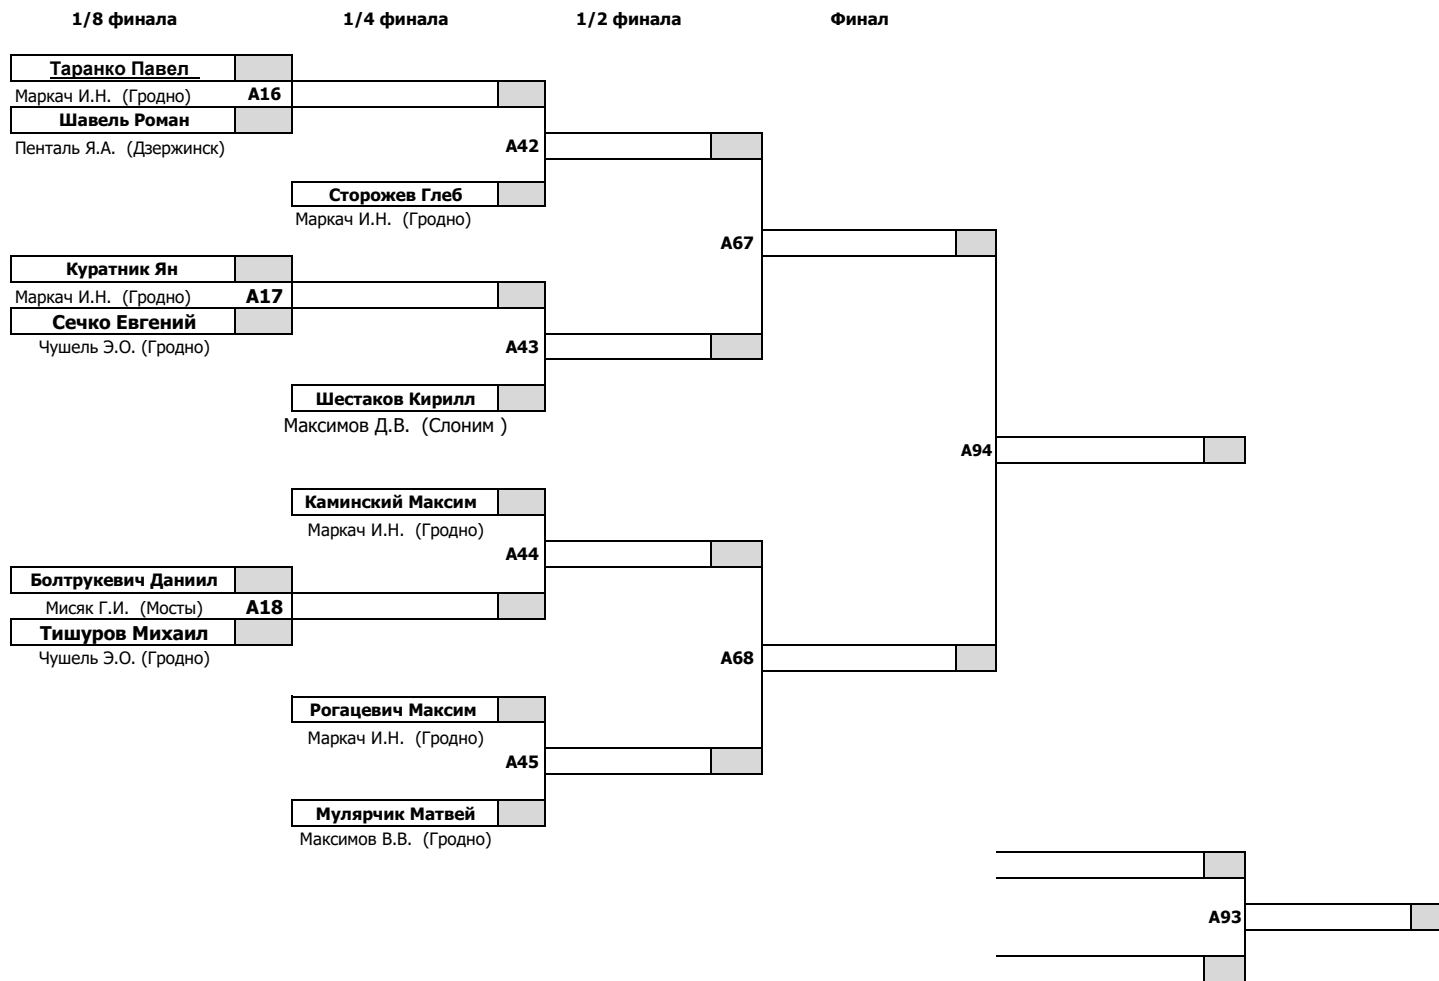 1/8 финала 1/4 финала 1/2 финала Финал
Таранко Павел
Маркач И.Н. (Гродно) A16
Шавель Роман
Пенталь Я.А. (Дзержинск) A42
Сторожев Глеб
Маркач И.Н. (Гродно)
A67
Куратник Ян
Маркач И.Н. (Гродно) A17
Сечко Евгений
Чушель Э.О. (Гродно) A43
Шестаков Кирилл
Максимов Д.В. (Слоним )
A94
Каминский Максим
Маркач И.Н. (Гродно)
A44
Болтрукевич Даниил
Мисяк Г.И. (Мосты) A18
Тишуров Михаил
Чушель Э.О. (Гродно) A68
Рогацевич Максим
Маркач И.Н. (Гродно)
A45
Мулярчик Матвей
Максимов В.В. (Гродно)
A93